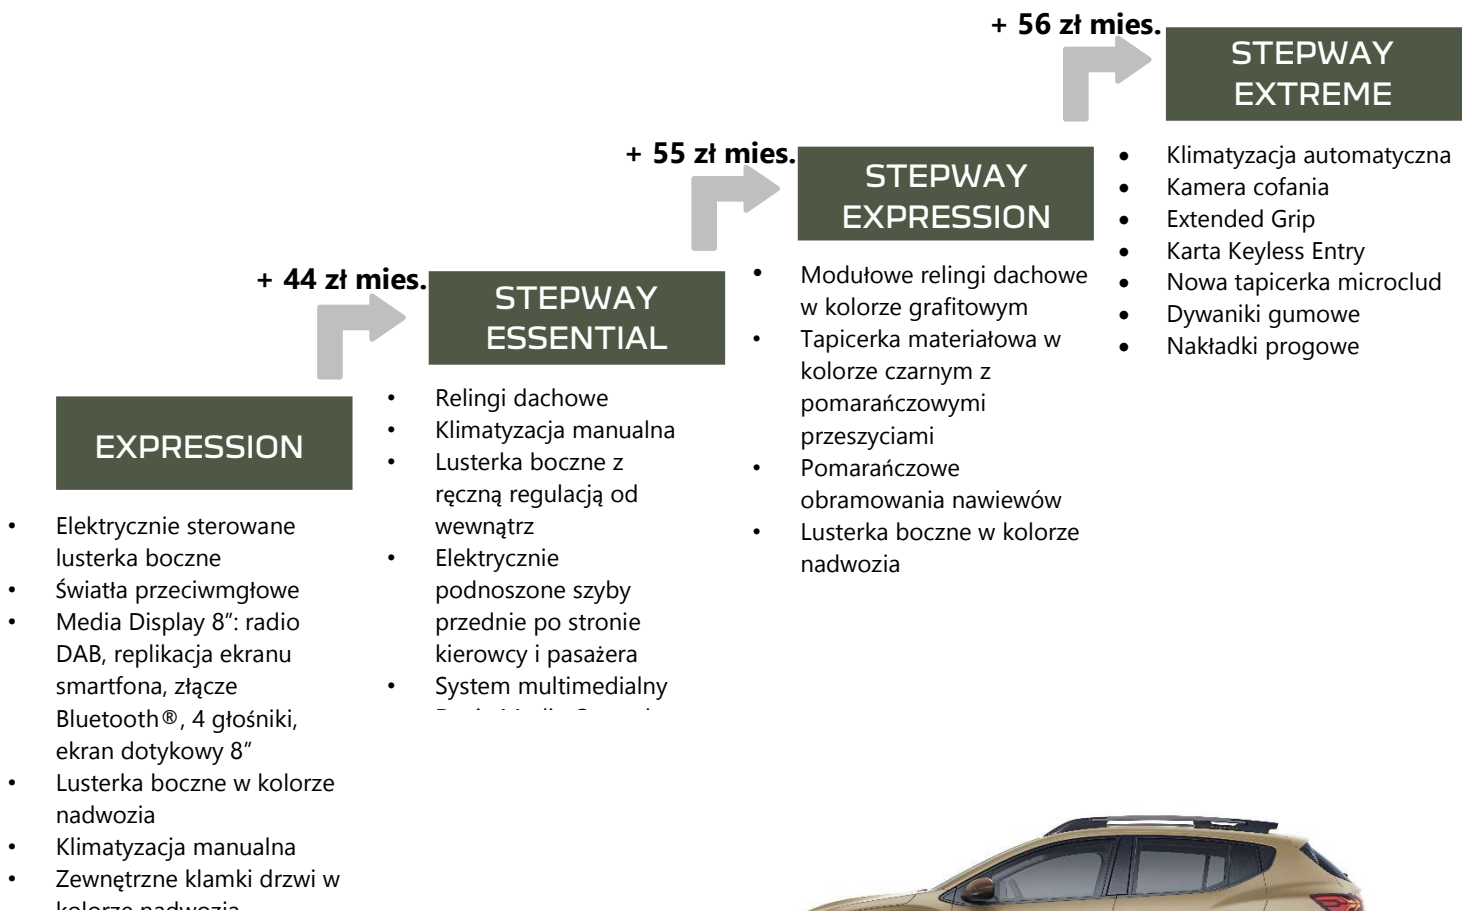 + 56 zł mies.
STEPWAY
EXTREME
• Klimatyzacja automatyczna
• Kamera cofania
• Extended Grip
• Karta Keyless Entry
• Nowa tapicerka microclud
• Dywaniki gumowe
• Nakładki progowe
+ 55 zł mies.
STEPWAY
EXPRESSION
• Modułowe relingi dachowe
w kolorze grafitowym
• Tapicerka materiałowa w
kolorze czarnym z
pomarańczowymi
przeszyciami
• Pomarańczowe
obramowania nawiewów
• Lusterka boczne w kolorze
nadwozia
+ 44 zł mies.
STEPWAY
ESSENTIAL
• Relingi dachowe
• Klimatyzacja manualna
• Lusterka boczne z
ręczną regulacją od
wewnątrz
• Elektrycznie
podnoszone szyby
przednie po stronie
kierowcy i pasażera
• System multimedialny
EXPRESSION
• Elektrycznie sterowane
lusterka boczne
• Światła przeciwmgłowe
• Media Display 8”: radio
DAB, replikacja ekranu
smartfona, złącze
Bluetooth®, 4 głośniki,
ekran dotykowy 8”
• Lusterka boczne w kolorze
nadwozia
• Klimatyzacja manualna
• Zewnętrzne klamki drzwi w
kolorze nadwozia